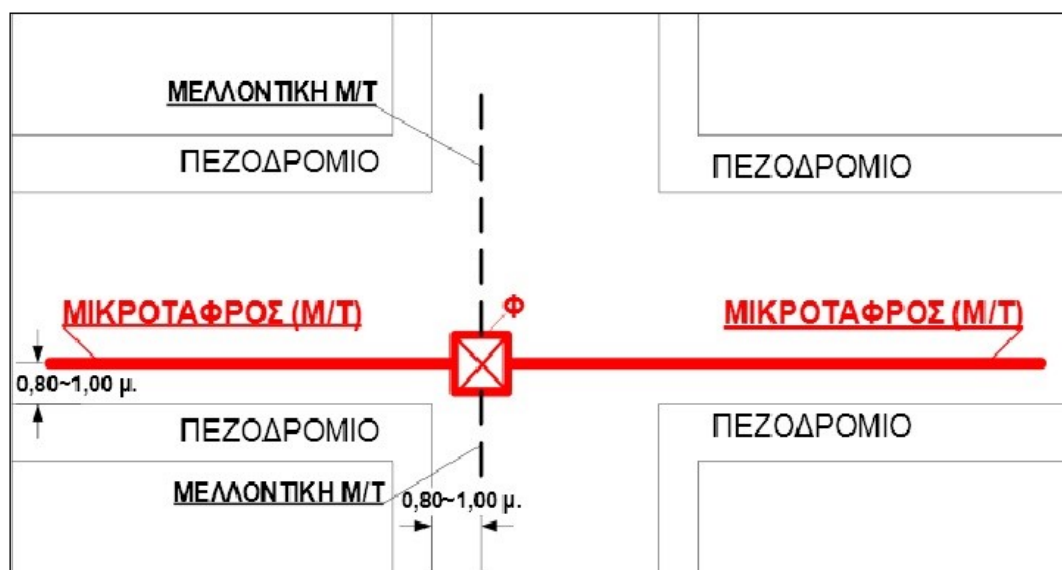 ΜΕΛΛΟΝΤΙΚΗ Μ/Τ
ΠΕΖΟΔΡΟΜΙΟ
ΠΕΖΟΔΡΟΜΙΟ
ΜΙΚΡΟΤΑΦΡΟΣ (Μ/Τ)
Φ
ΜΙΚΡΟΤΑΦΡΟΣ (Μ/Τ)
0,80~1,00 μ.
ΠΕΖΟΔΡΟΜΙΟ
ΠΕΖΟΔΡΟΜΙΟ
ΜΕΛΛΟΝΤΙΚΗ Μ/Τ
0,80~1,00 μ.